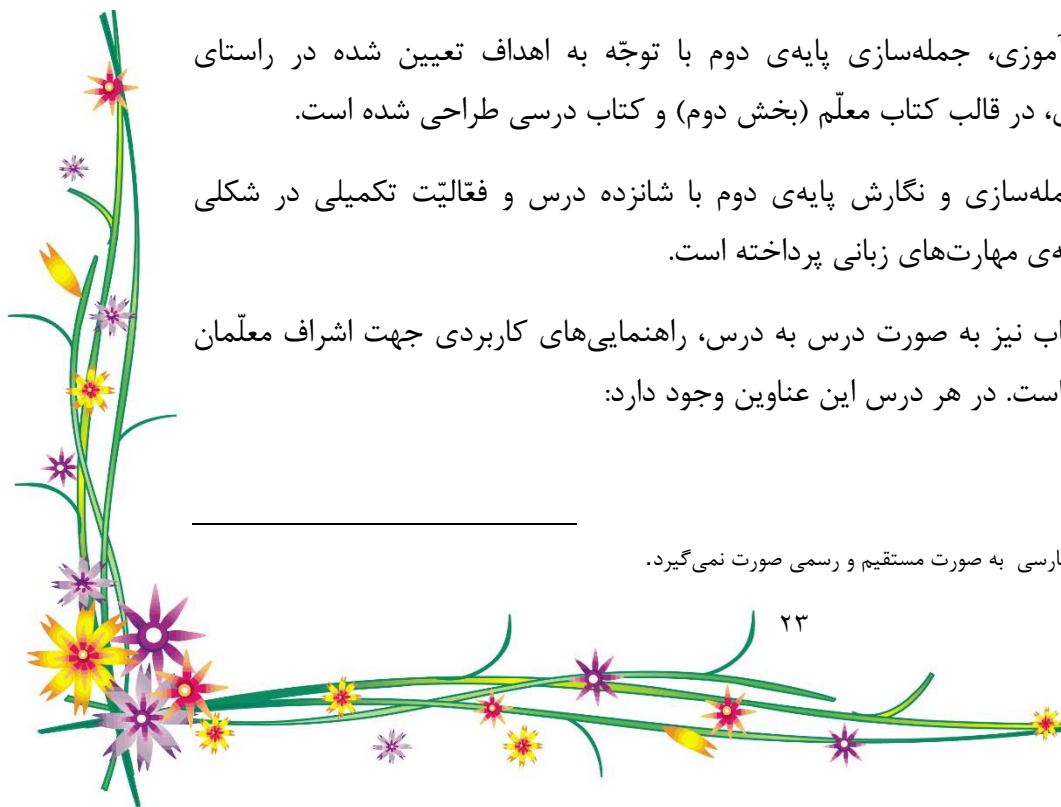 آموزی، جمله‌سازی پایه‌ی دوم با توجّه به اهداف تعیین شده در راستای
در قالب کتاب معلّم (بخش دوم) و کتاب درسی طراحی شده است.
مله‌سازی و نگارش پایه‌ی دوم با شانزده درس و فعّالیّت تکمیلی در شکلی
ه‌ی مهارت‌های زبانی پرداخته است.
اب نیز به صورت درس به درس، راهنمایی‌های کاربردی جهت اشراف معلّمان
است. در هر درس این عناوین وجود دارد:
ارسی به صورت مستقیم و رسمی صورت نمی‌گیرد.
۲۳